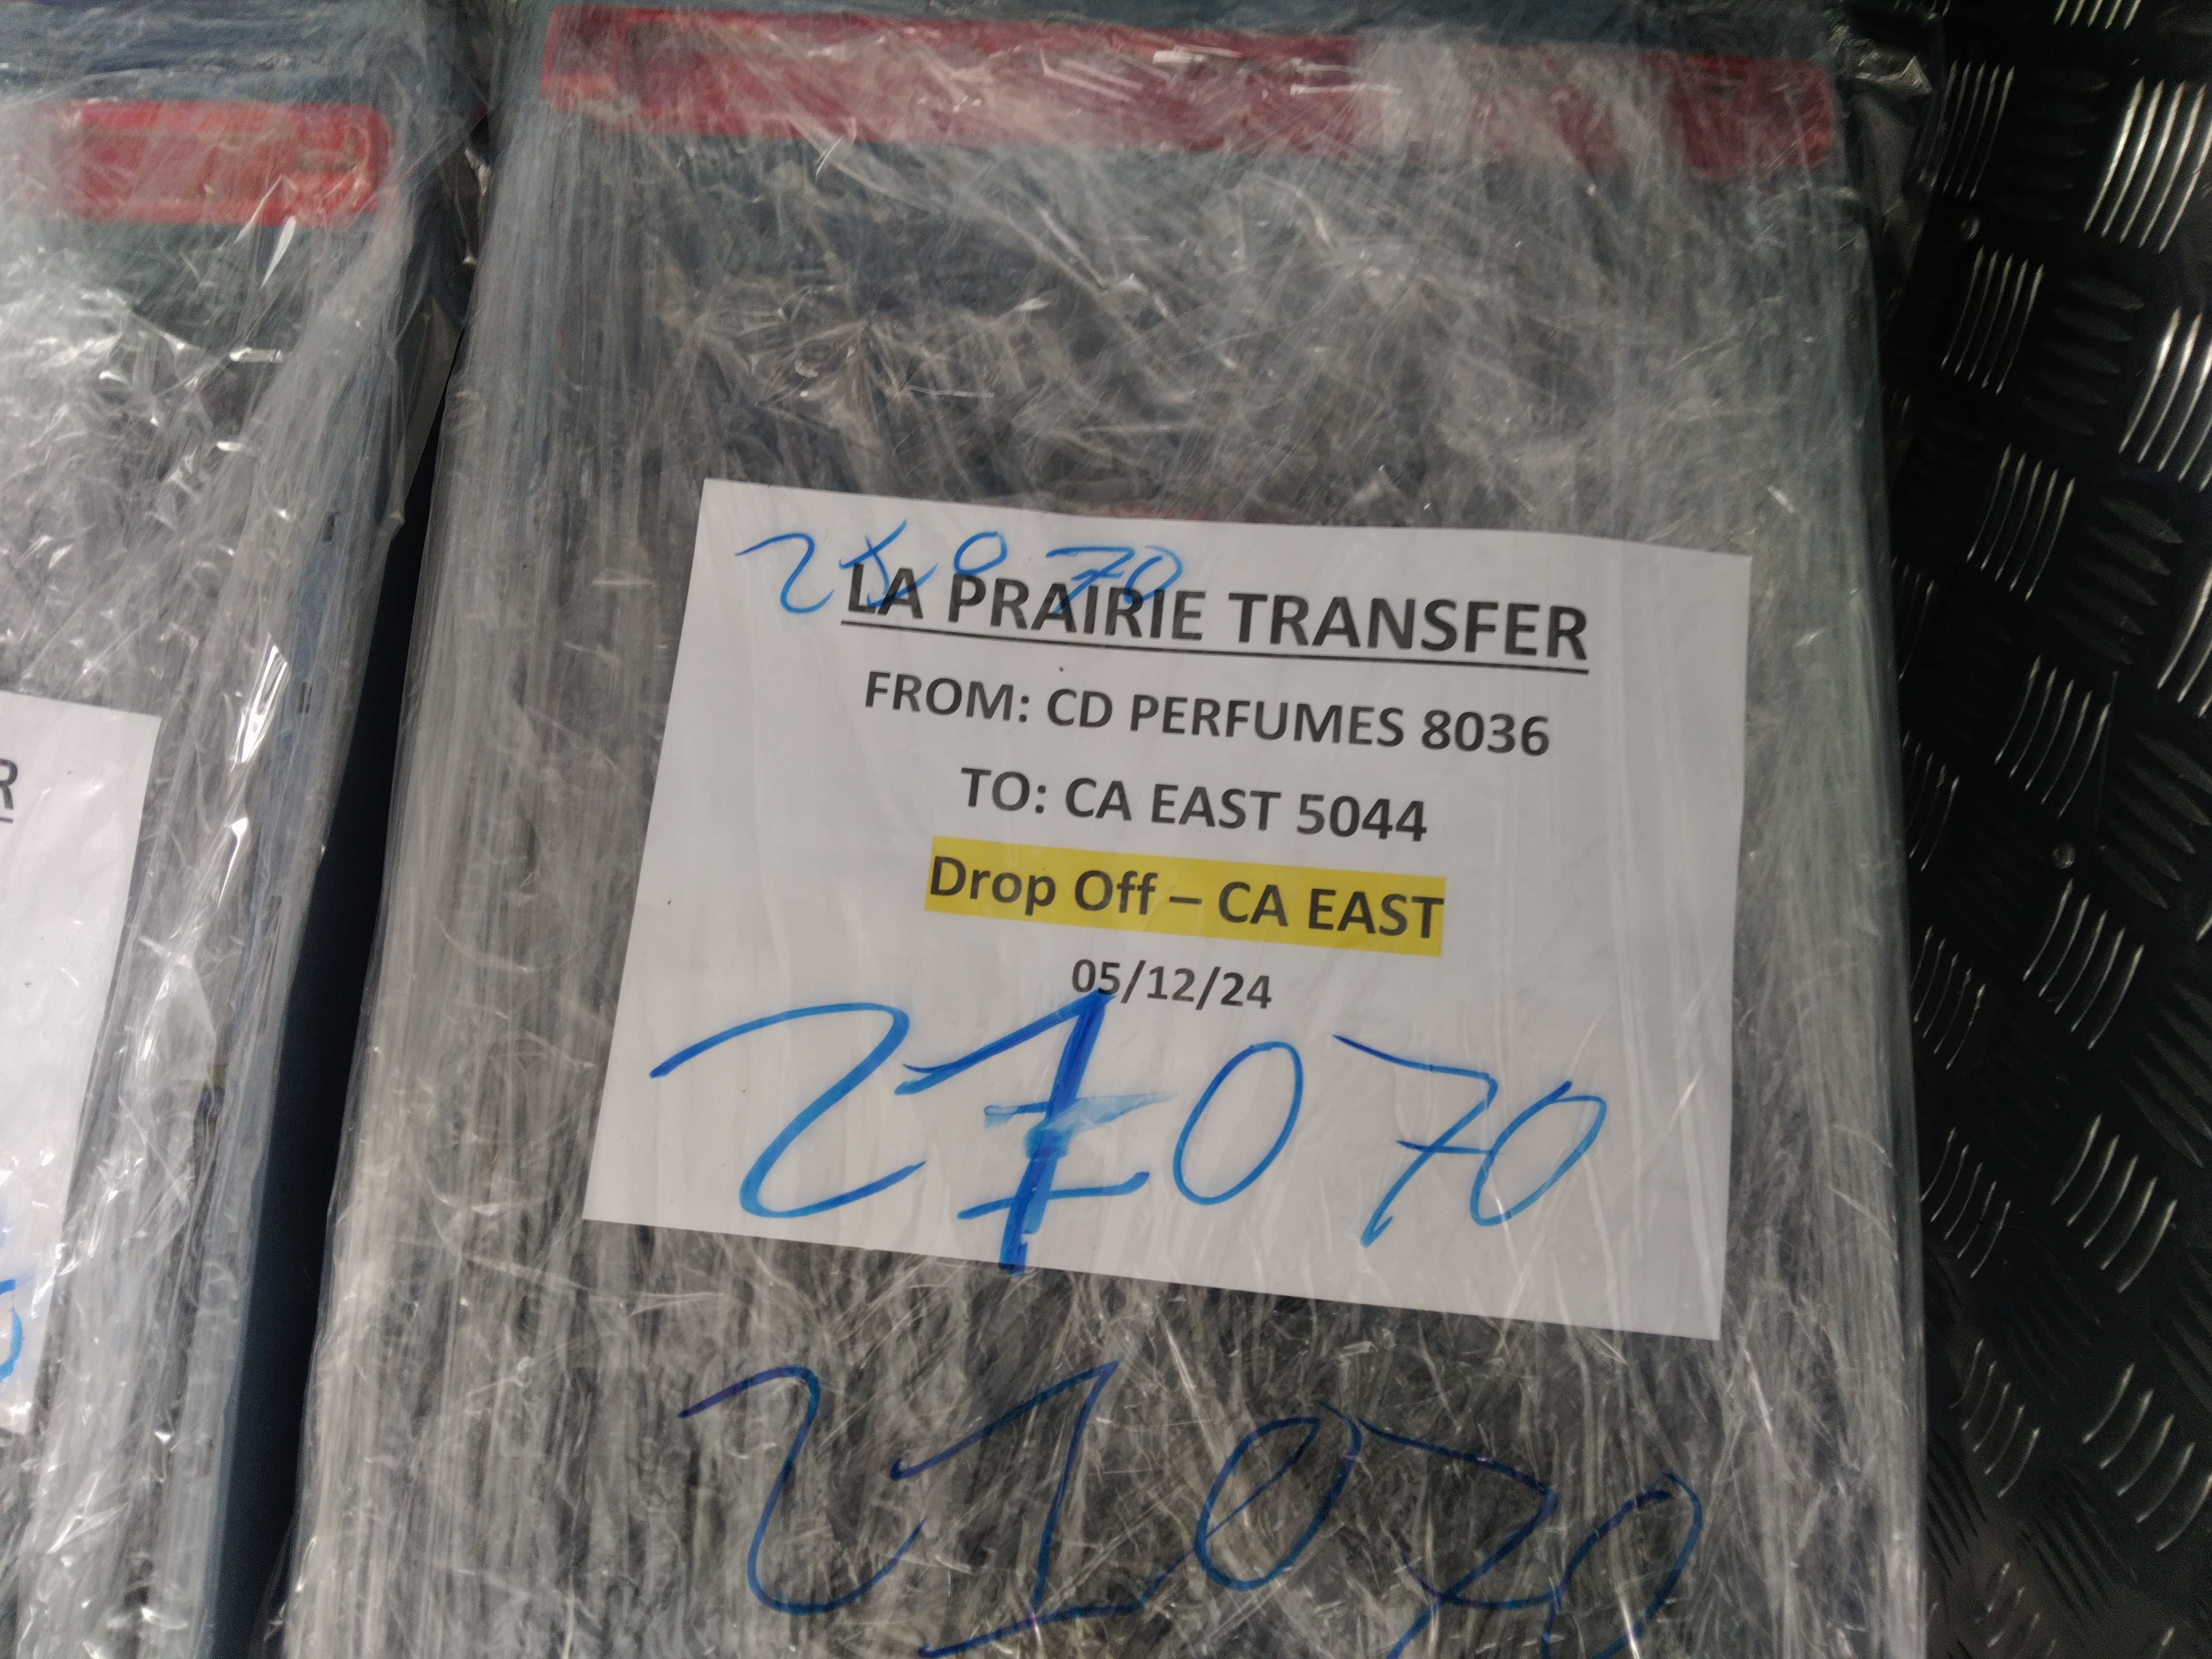 LA PRAIRIE TRANSFER
FROM: CD PERFUMES 8036
TO: CA EAST 5044
Drop Off – CA EAST
05/12/24
21070
21070
R